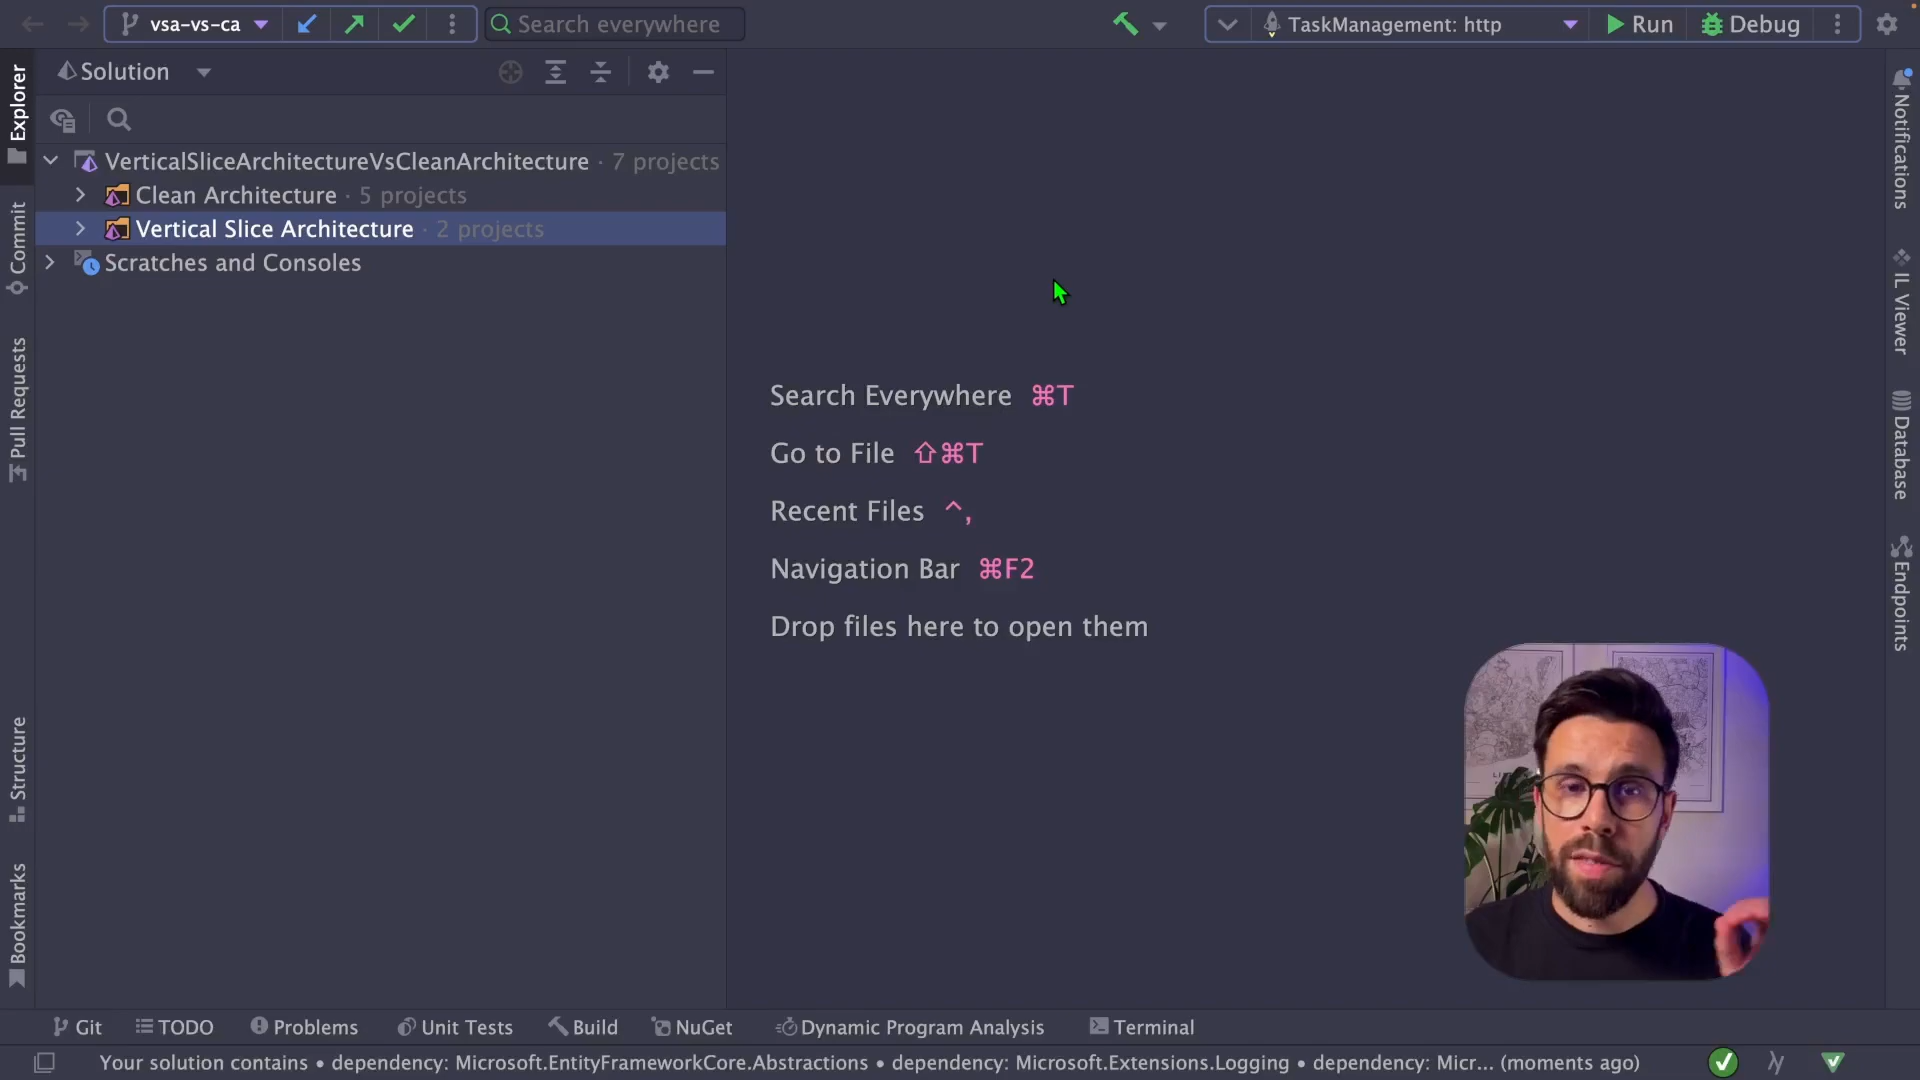 vsa-vs-ca
Search everywhere
TaskManagement: http
Run
Debug
Explorer
Commit
Pull Requests
Structure
Bookmarks
Solution
VerticalSliceArchitectureVsCleanArchitecture · 7 projects
Clean Architecture · 5 projects
Vertical Slice Architecture · 2 projects
Scratches and Consoles
Search Everywhere ⌘T
Go to File ⇧⌘T
Recent Files ^,
Navigation Bar ⌘F2
Drop files here to open them
Notifications
IL Viewer
Database
Endpoints
Git
TODO
Problems
Unit Tests
Build
NuGet
Dynamic Program Analysis
Terminal
Your solution contains • dependency: Microsoft.EntityFrameworkCore.Abstractions • dependency: Microsoft.Extensions.Logging • dependency: Micr... (moments ago)